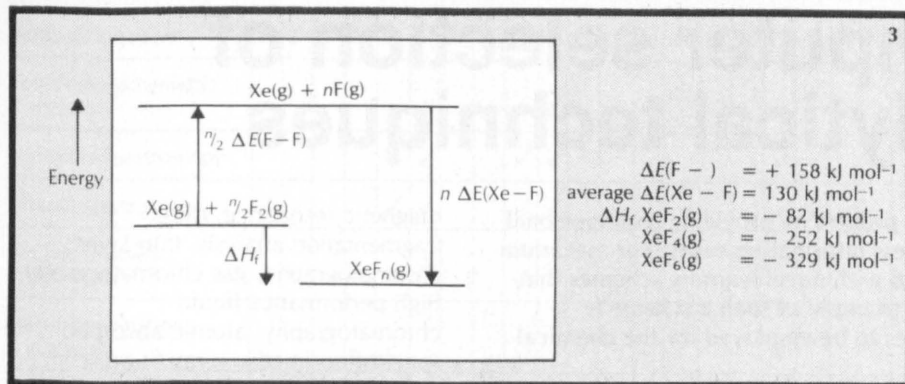 3
Xe(g) + nF(g)
n/2 ΔE(F−F)
Energy
n ΔE(Xe−F)
Xe(g) + n/2F2(g)
ΔHf
XeFn(g)
ΔE(F − ) = + 158 kJ mol−1
average ΔE(Xe − F) = 130 kJ mol−1
ΔHf XeF2(g) = 82 kJ mol−1
XeF4(g) = − 252 kJ mol−1
XeF6(g) = − 329 kJ mol−1